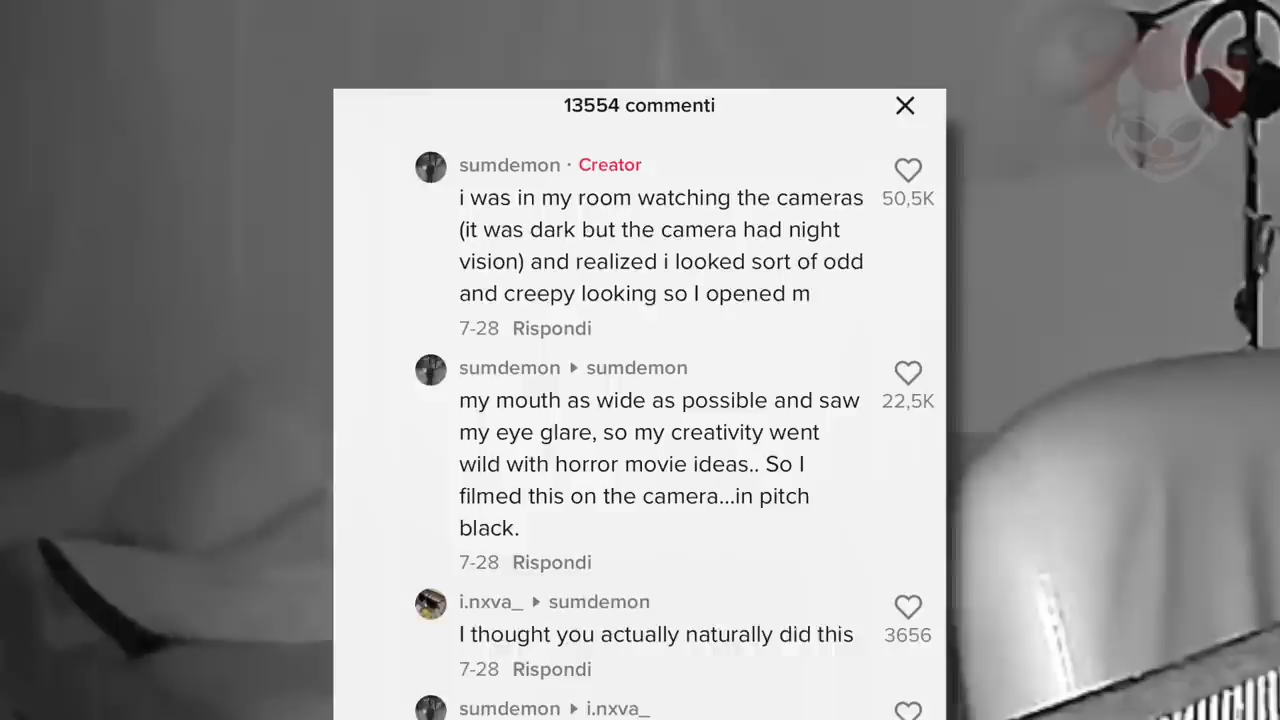 13554 commenti
sumdemon · Creator
i was in my room watching the cameras
50,5K
(it was dark but the camera had night
vision) and realized i looked sort of odd
and creepy looking so I opened m
7-28 Rispondi
sumdemon ▸ sumdemon
my mouth as wide as possible and saw
22,5K
my eye glare, so my creativity went
wild with horror movie ideas.. So I
filmed this on the camera...in pitch
black.
7-28 Rispondi
i.nxva_ ▸ sumdemon
I thought you actually naturally did this
3656
7-28 Rispondi
sumdemon ▸ i.nxva_